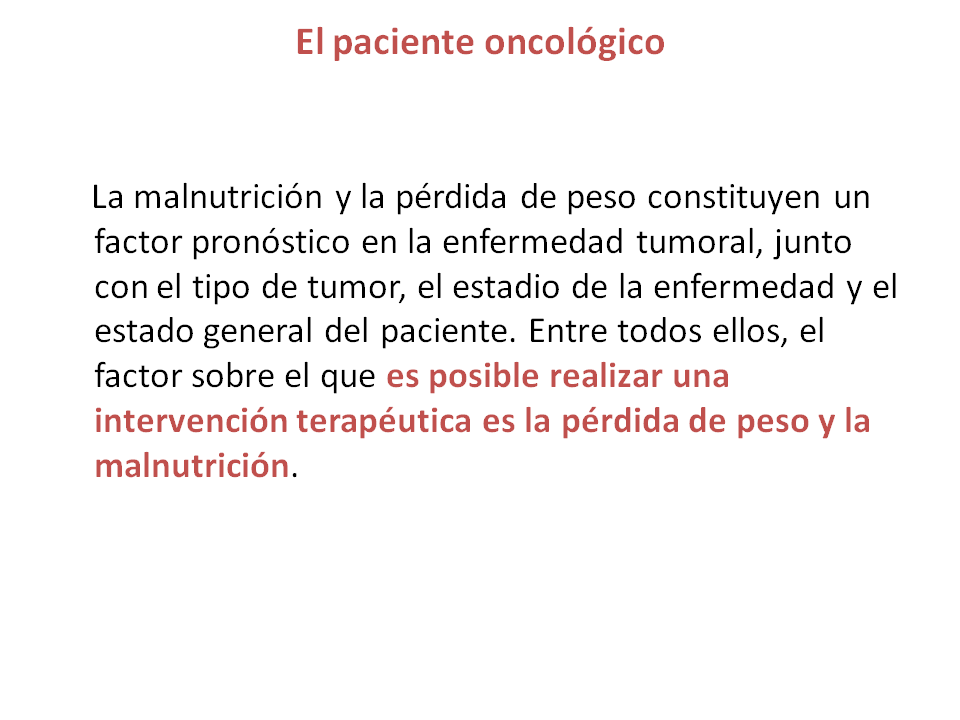 El paciente oncológico
La malnutrición y la pérdida de peso constituyen un
factor pronóstico en la enfermedad tumoral, junto
con el tipo de tumor, el estadio de la enfermedad y el
estado general del paciente. Entre todos ellos, el
factor sobre el que es posible realizar una
intervención terapéutica es la pérdida de peso y la
malnutrición.